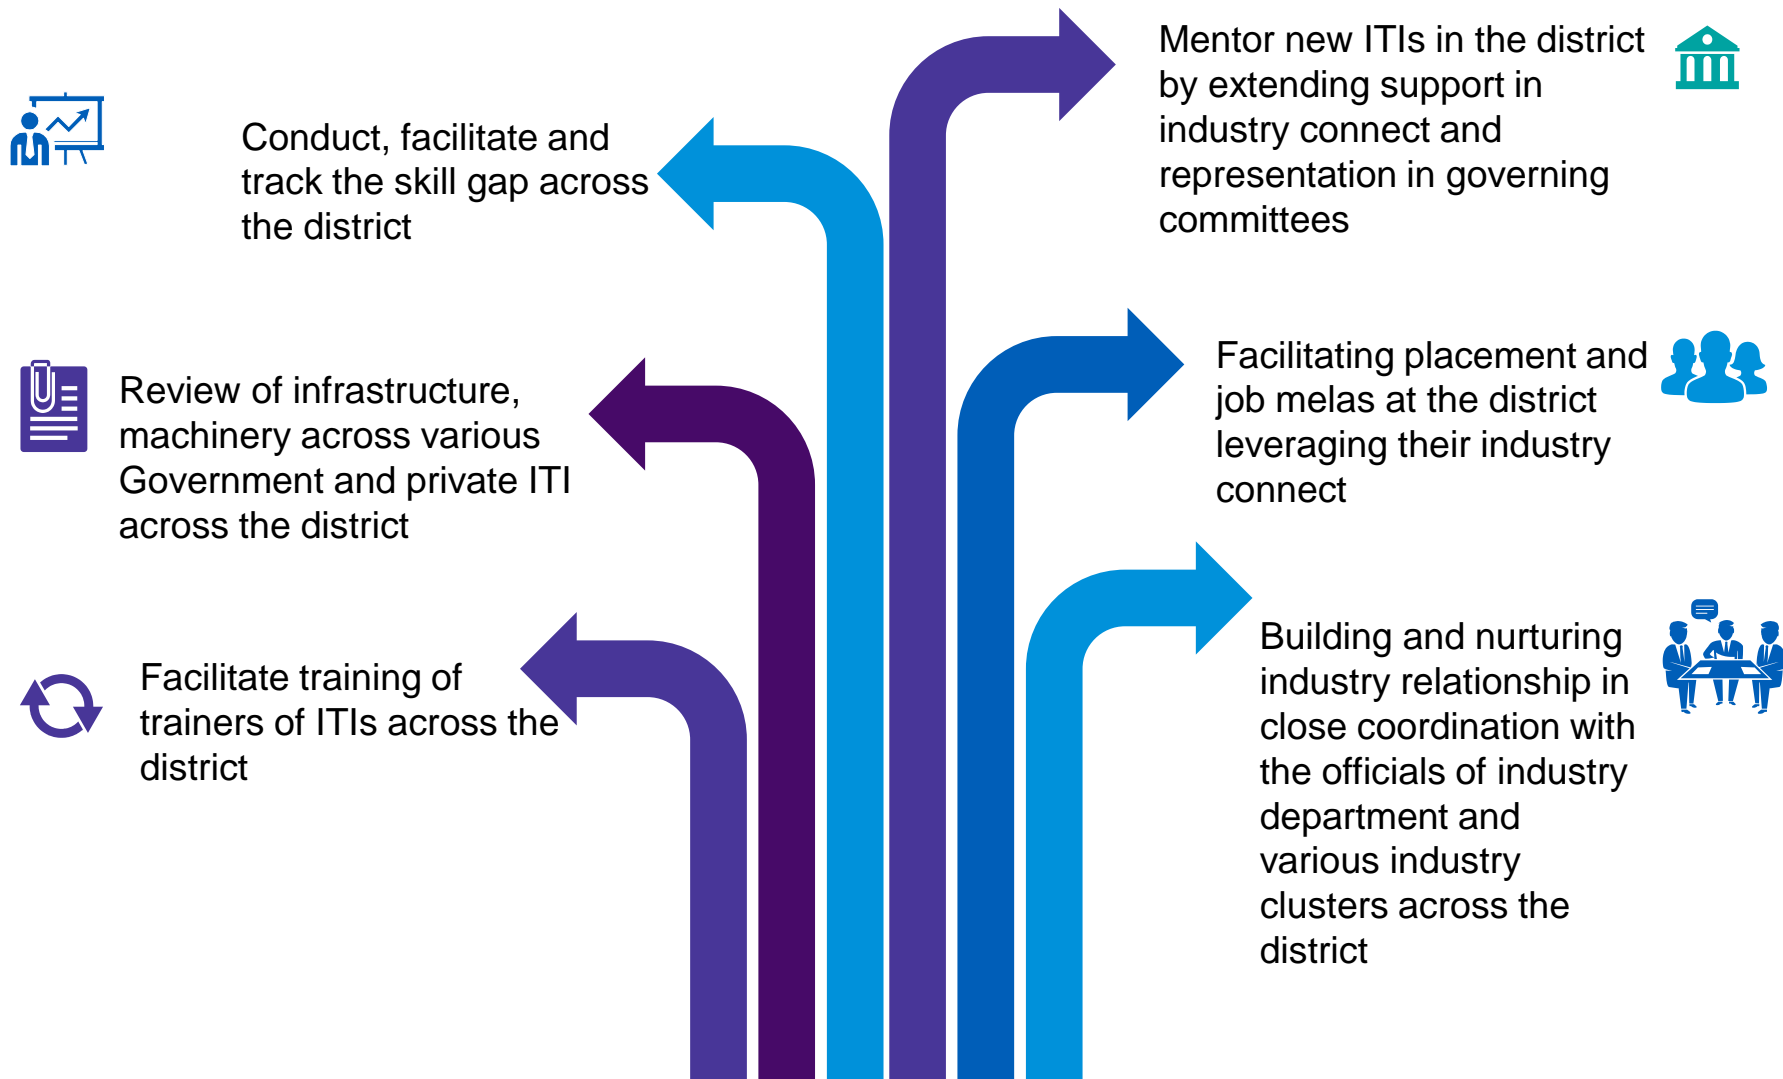 Conduct, facilitate and
track the skill gap across
the district
Review of infrastructure,
machinery across various
Government and private ITI
across the district
Facilitate training of
trainers of ITIs across the
district
Mentor new ITIs in the district
by extending support in
industry connect and
representation in governing
committees
Facilitating placement and
job melas at the district
leveraging their industry
connect
Building and nurturing
industry relationship in
close coordination with
the officials of industry
department and
various industry
clusters across the
district